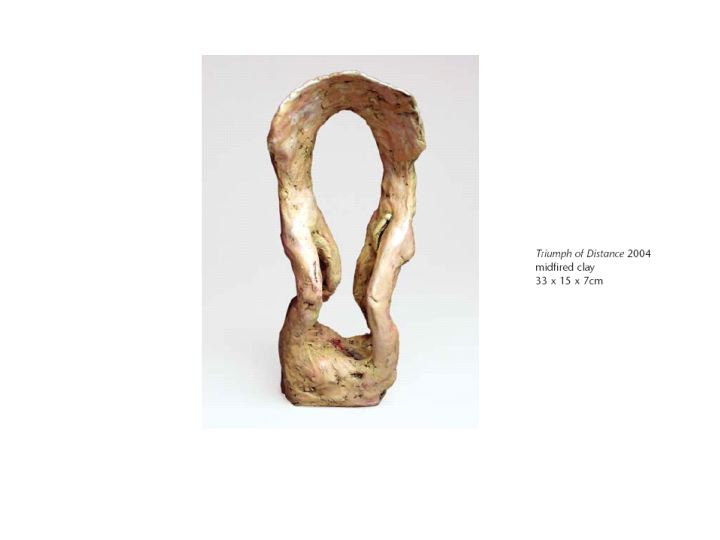 Triumph of Distance 2004
midfired clay
33 x 15 x 7cm